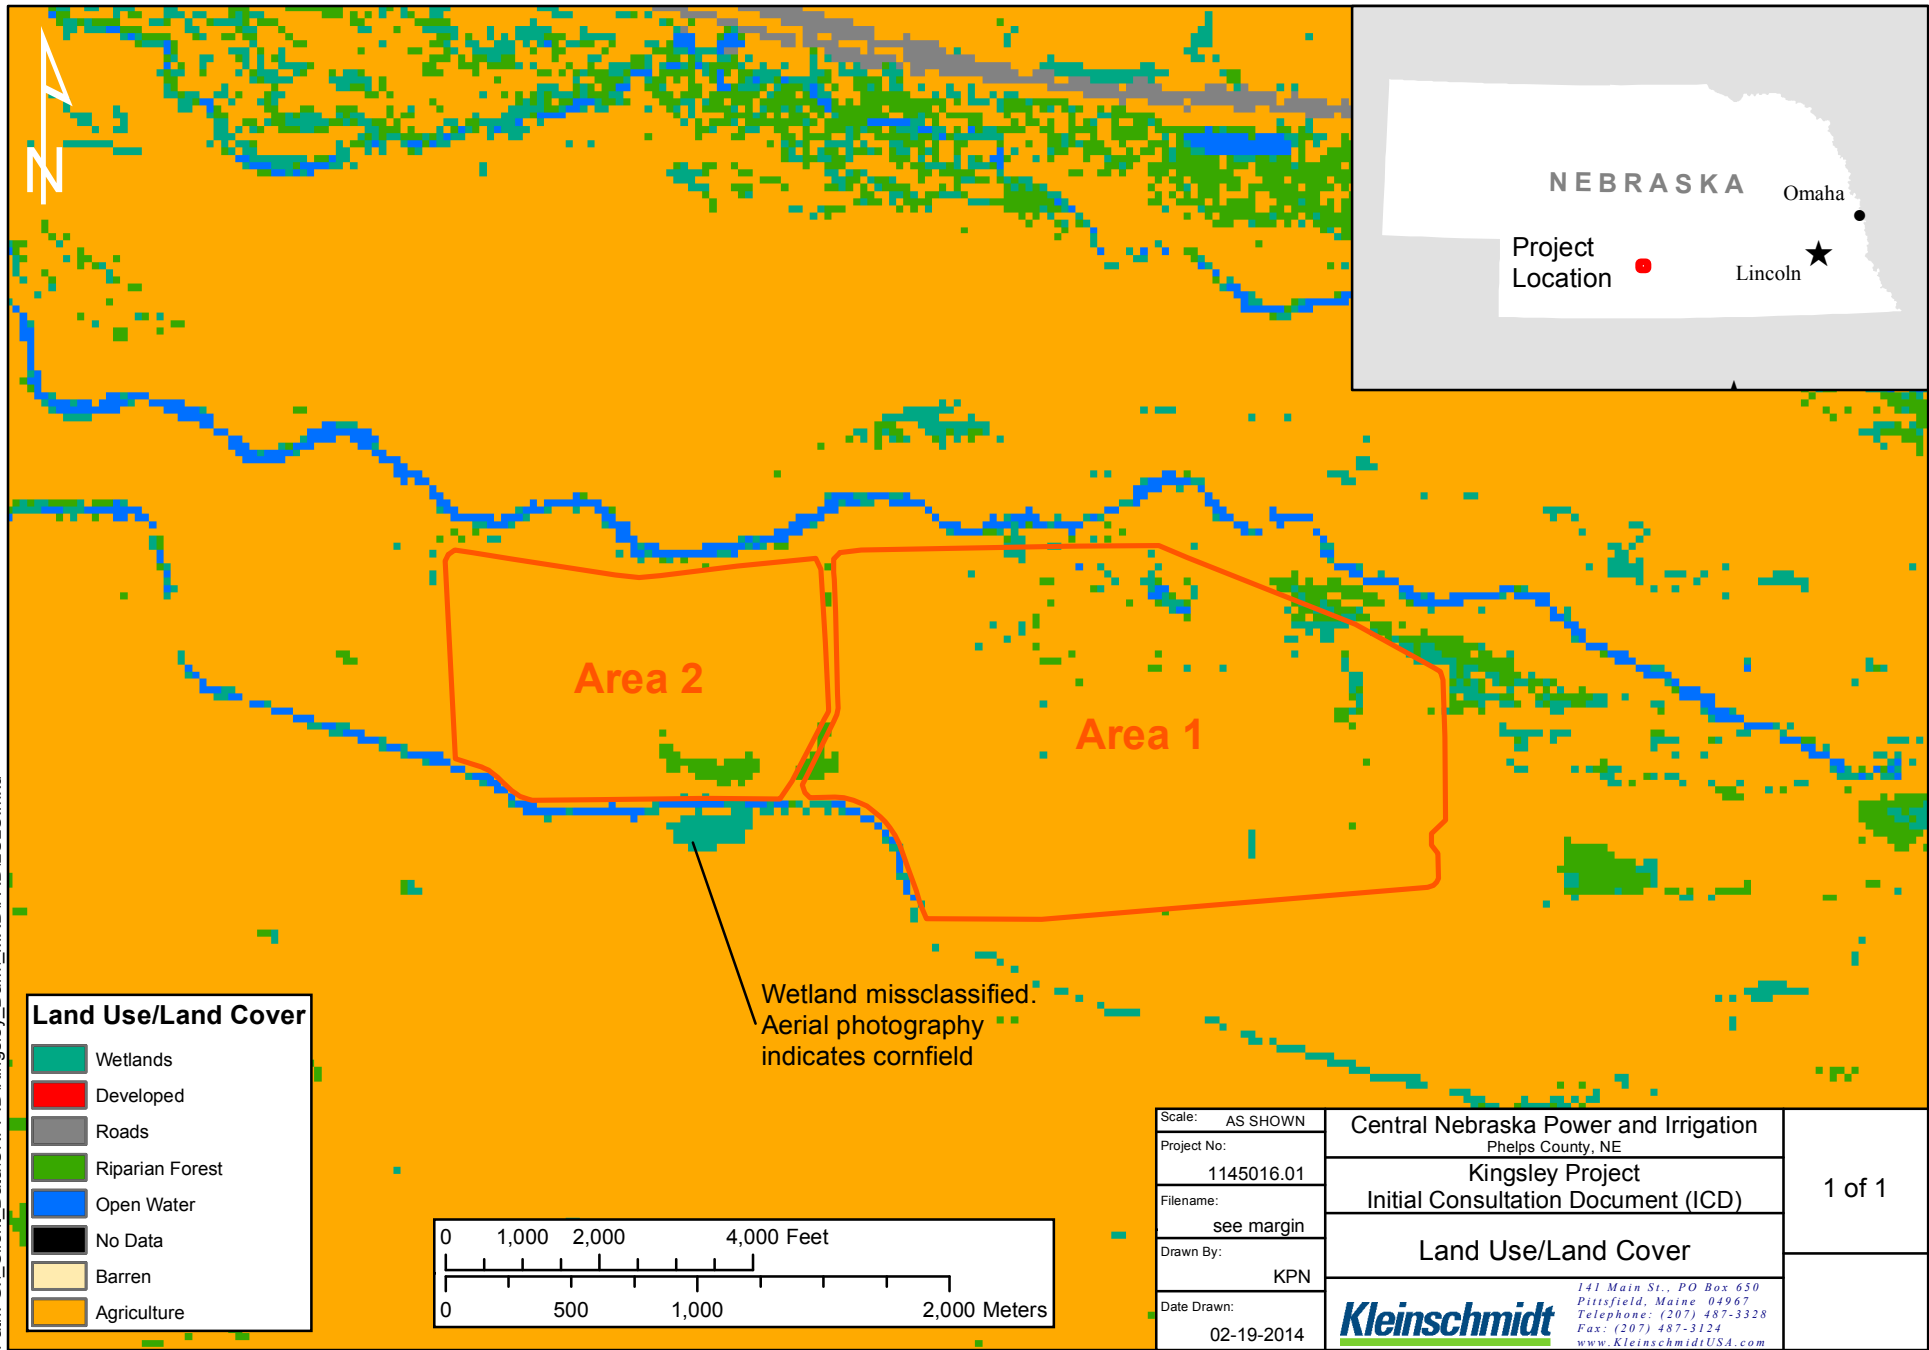 N
NEBRASKA
Omaha
Project
Location
Lincoln
Area 2
Area 1
Wetland missclassified.
Aerial photography
indicates cornfield
Land Use/Land Cover
Wetlands
Developed
Roads
Riparian Forest
Open Water
No Data
Barren
Agriculture
0 1,000 2,000 4,000 Feet
0 500 1,000 2,000 Meters
Scale: AS SHOWN
Project No:
1145016.01
Filename:
see margin
Drawn By:
KPN
Date Drawn:
02-19-2014
Central Nebraska Power and Irrigation
Phelps County, NE
Kingsley Project
Initial Consultation Document (ICD)
Land Use/Land Cover
Kleinschmidt
141 Main St., PO Box 650
Pittsfield, Maine 04967
Telephone: (207) 487-3328
Fax: (207) 487-3124
www.KleinschmidtUSA.com
1 of 1